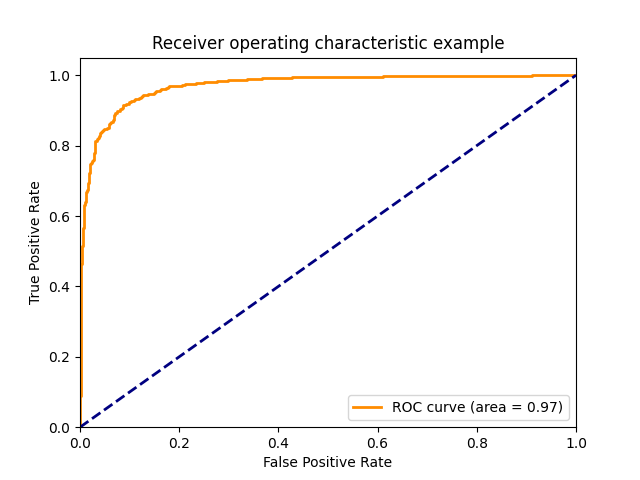 Receiver operating characteristic example
True Positive Rate
1.0
0.8
0.6
0.4
0.2
0.0
ROC curve (area = 0.97)
0.0 0.2 0.4 0.6 0.8 1.0
False Positive Rate